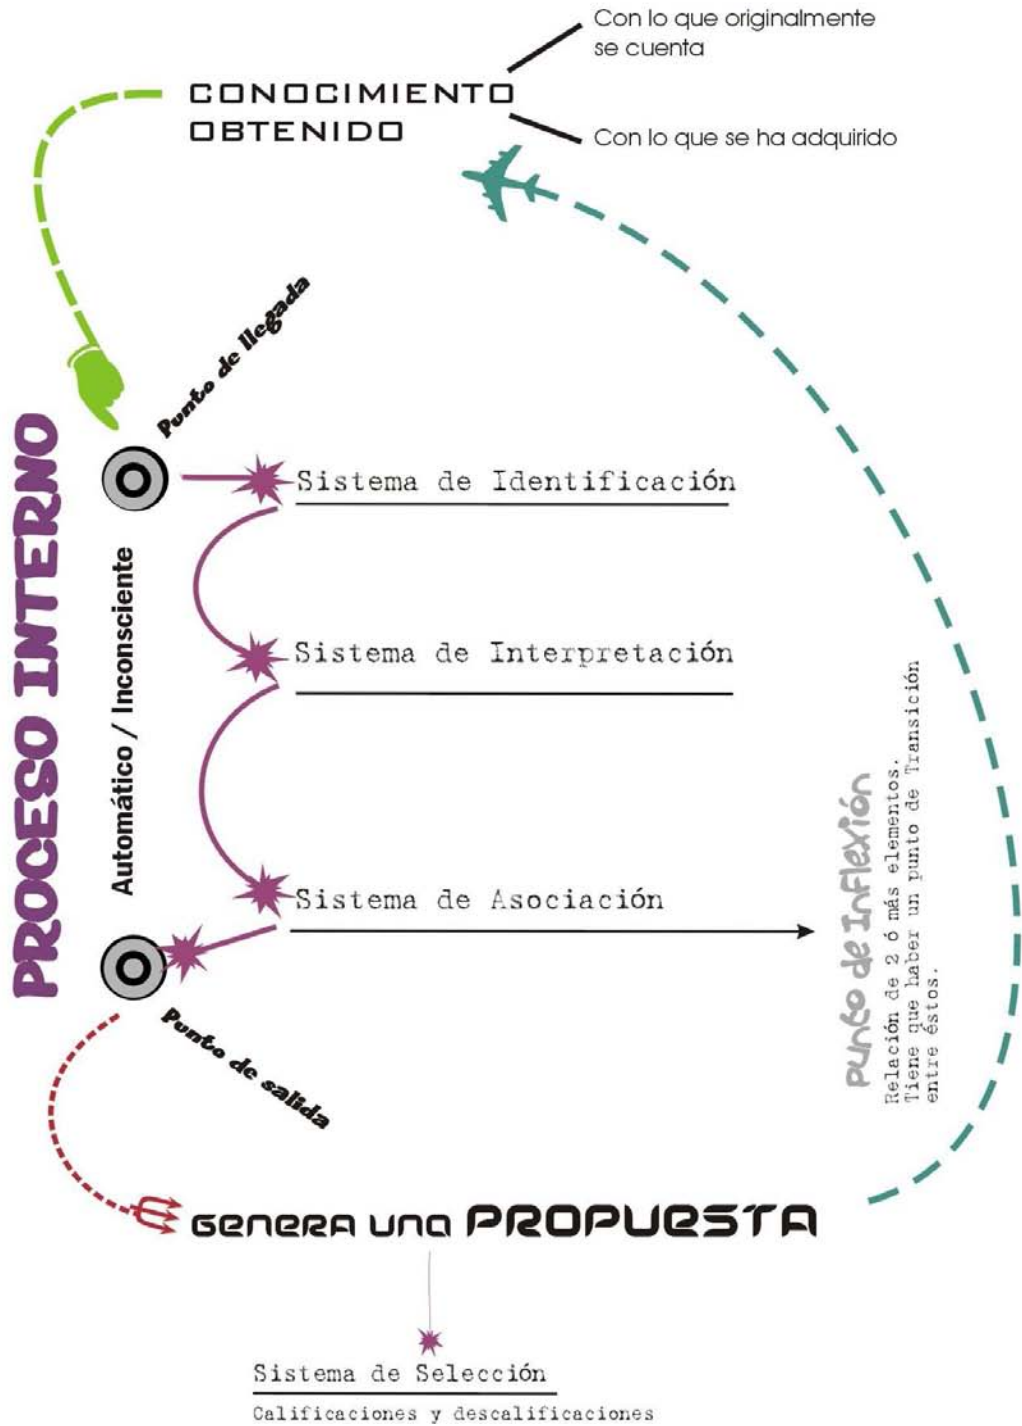 Con lo que originalmente
se cuenta
CONOCIMIENTO
OBTENIDO
Con lo que se ha adquirido
Punto de llegada
PROCESO INTERNO
Automático / Inconsciente
Sistema de Identificación
Sistema de Interpretación
Sistema de Asociación
Punto de Inflexión
Relación de 2 ó más elementos.
Tiene que haber un punto de Transición
entre éstos.
Punto de salida
GENERA UNA PROPUESTA
Sistema de Selección
Calificaciones y descalificaciones